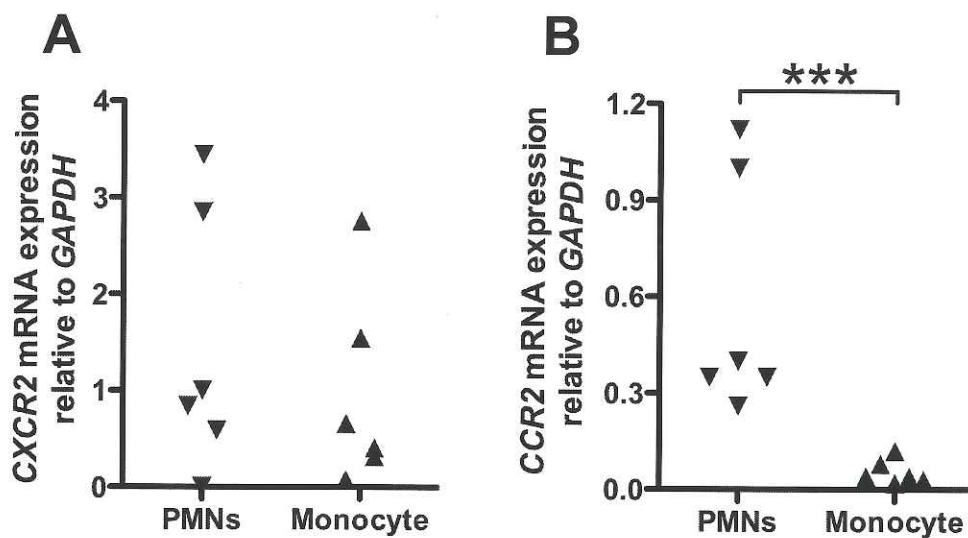 A
CXCR2 mRNA expression
relative to GAPDH
4
3
2
1
0
PMNs Monocyte
B
***
CCR2 mRNA expression
relative to GAPDH
1.2
0.9
0.6
0.3
0.0
PMNs Monocyte